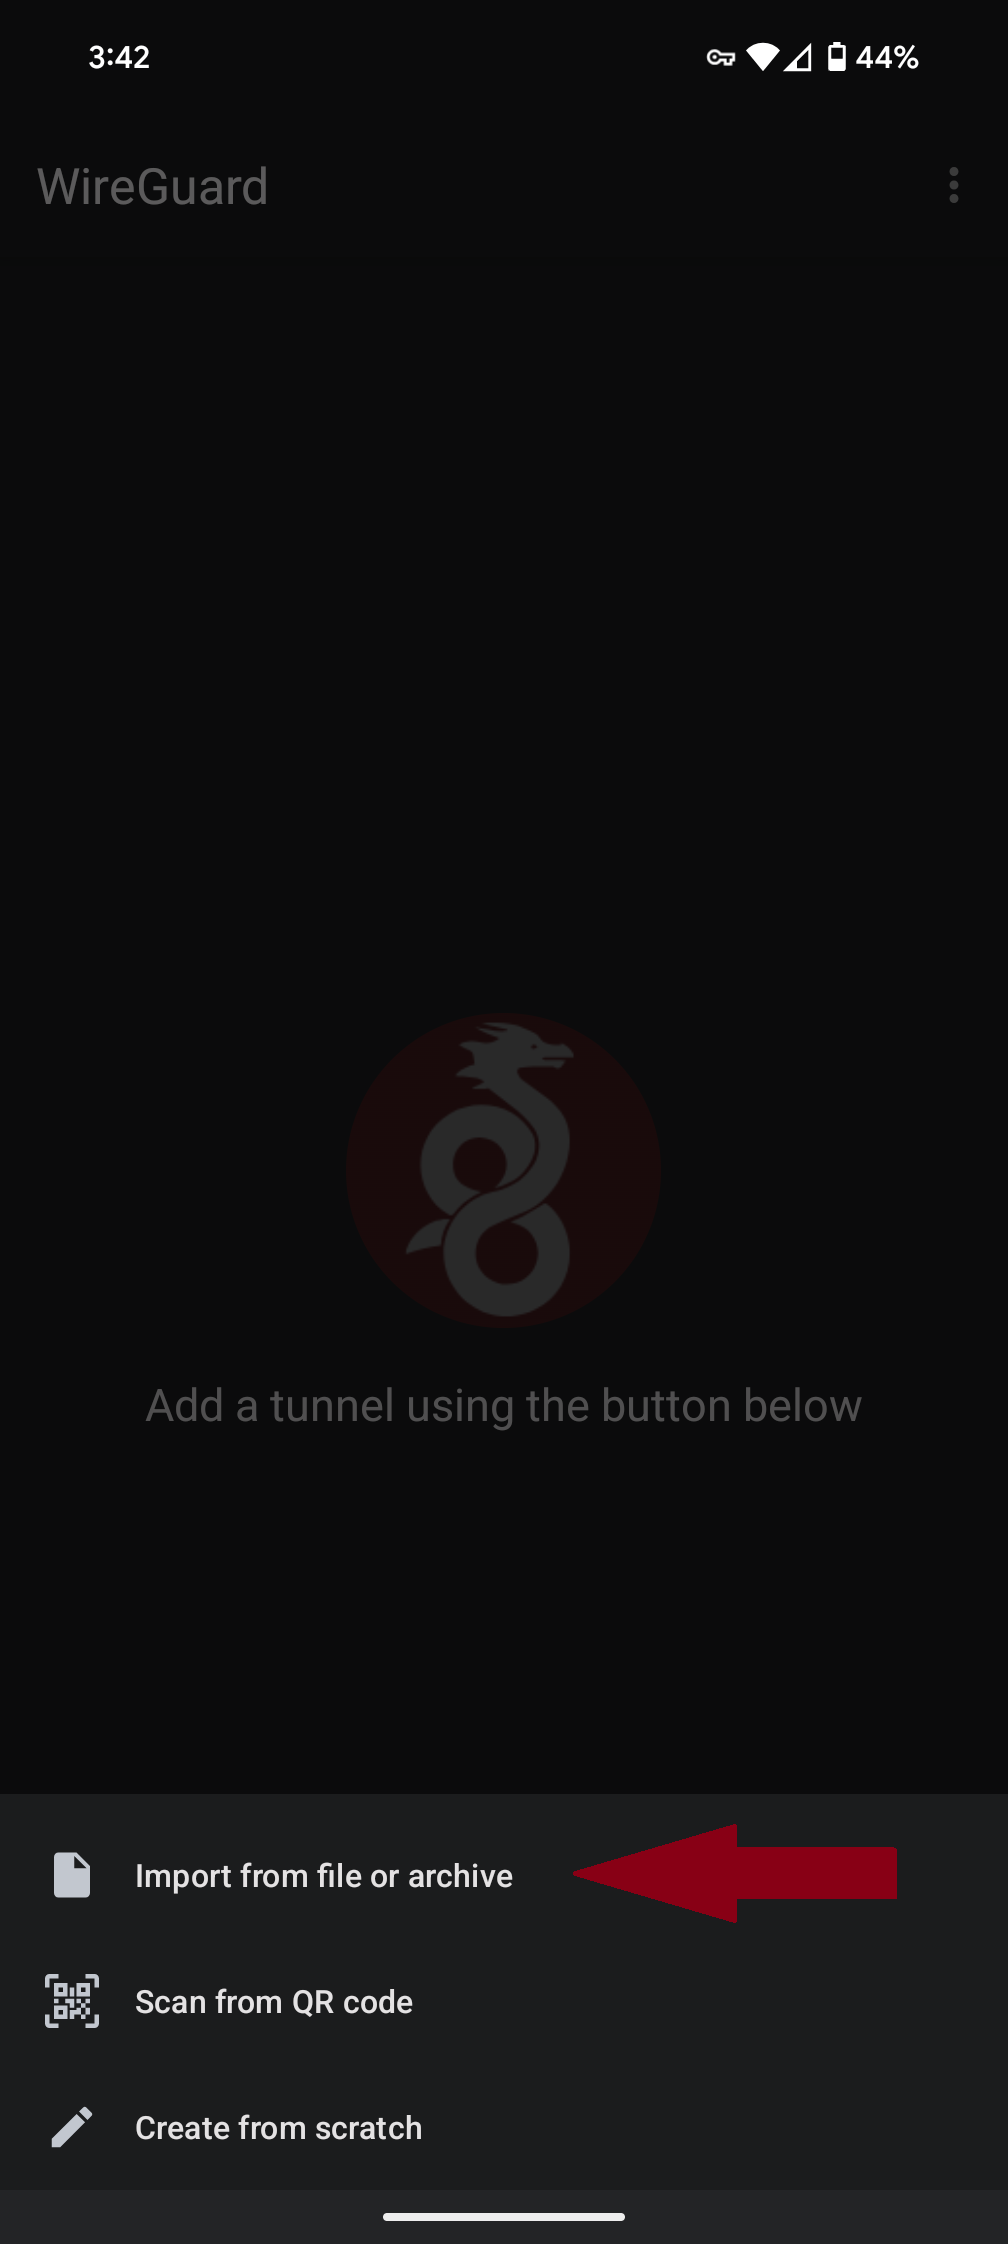 3:42 44%
WireGuard
Add a tunnel using the button below
Import from file or archive
Scan from QR code
Create from scratch